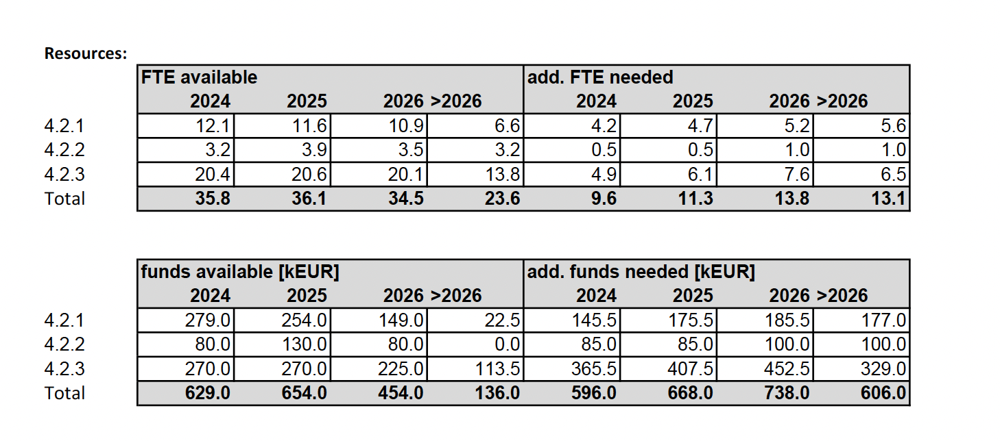 Resources:
FTE available add. FTE needed
2024 2025 2026 >2026 2024 2025 2026 >2026
4.2.1 12.1 11.6 10.9 6.6 4.2 4.7 5.2 5.6
4.2.2 3.2 3.9 3.5 3.2 0.5 0.5 1.0 1.0
4.2.3 20.4 20.6 20.1 13.8 4.9 6.1 7.6 6.5
Total 35.8 36.1 34.5 23.6 9.6 11.3 13.8 13.1
funds available [kEUR] add. funds needed [kEUR]
2024 2025 2026 >2026 2024 2025 2026 >2026
4.2.1 279.0 254.0 149.0 22.5 145.5 175.5 185.5 177.0
4.2.2 80.0 130.0 80.0 0.0 85.0 85.0 100.0 100.0
4.2.3 270.0 270.0 225.0 113.5 365.5 407.5 452.5 329.0
Total 629.0 654.0 454.0 136.0 596.0 668.0 738.0 606.0